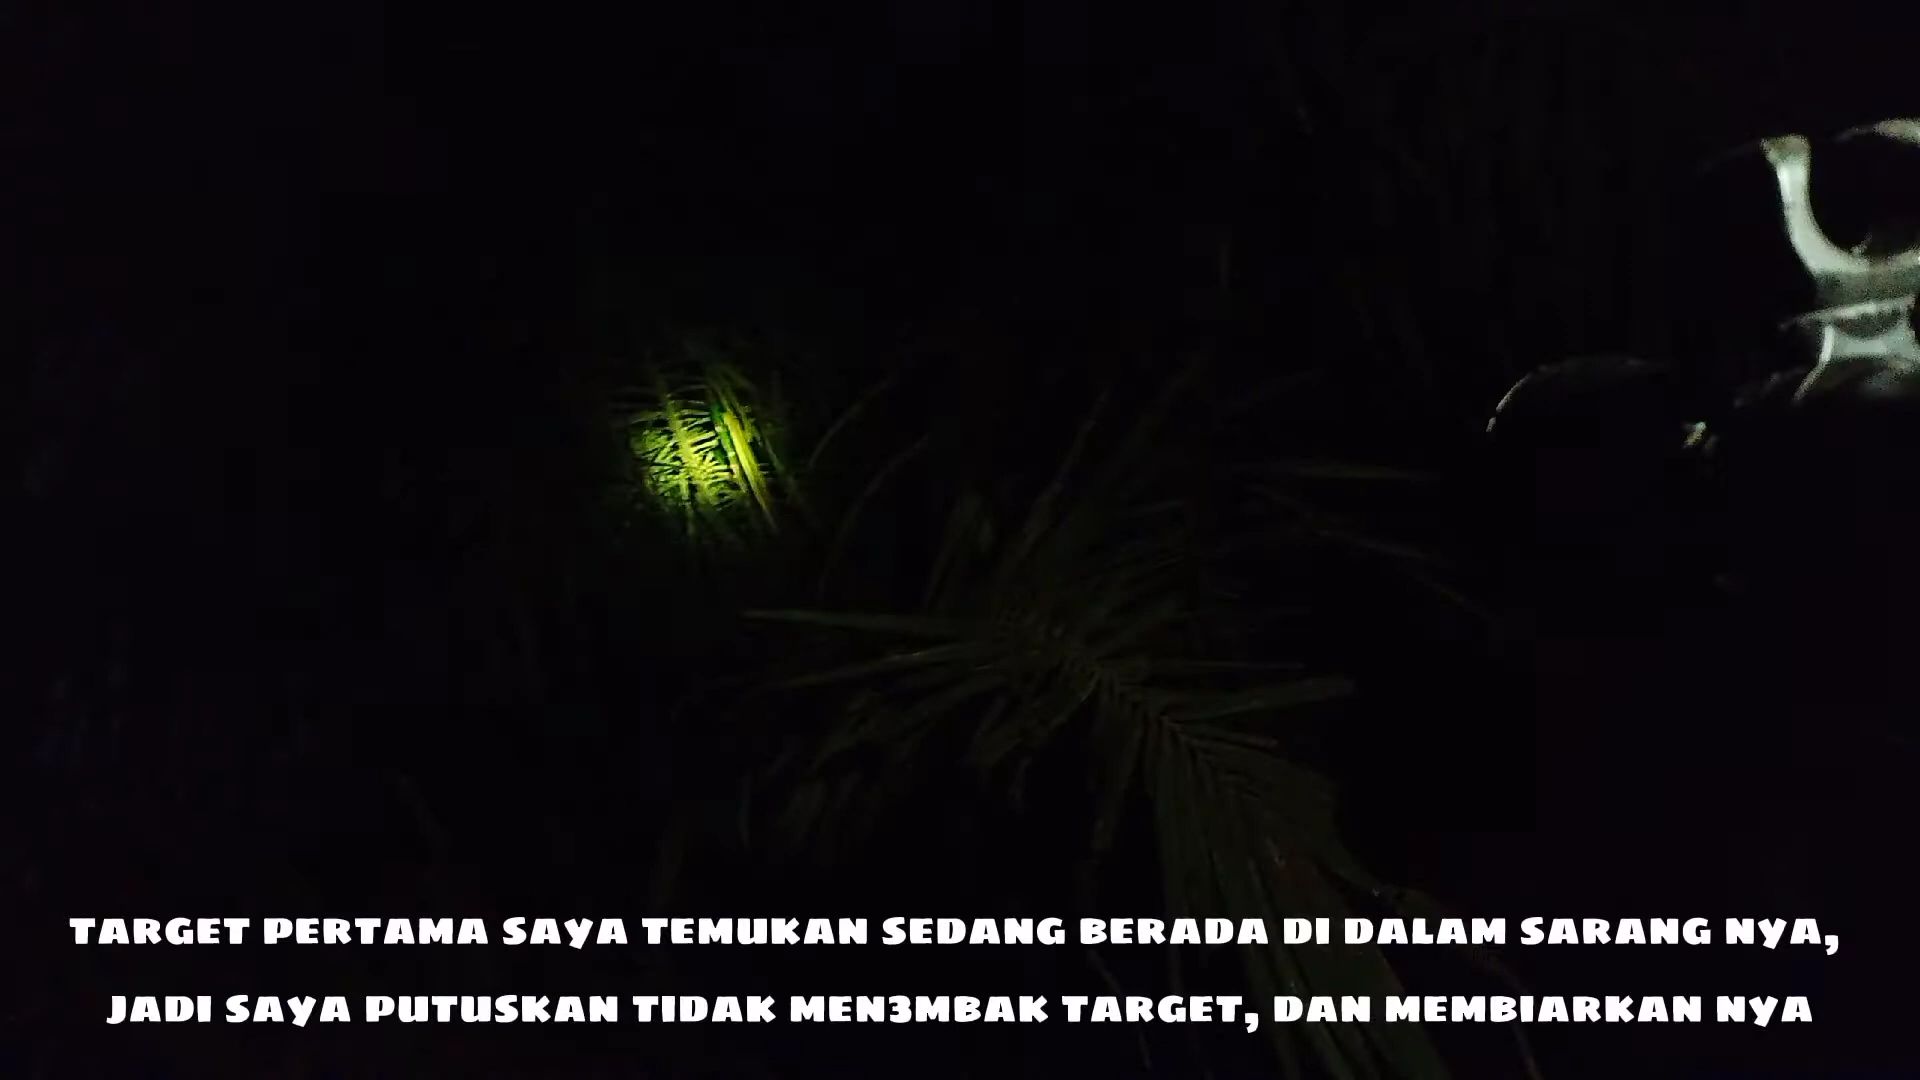 TARGET PERTAMA SAYA TEMUKAN SEDANG BERADA DI DALAM SARANG NYA,
JADI SAYA PUTUSKAN TIDAK MEN3MBAK TARGET, DAN MEMBIARKAN NYA